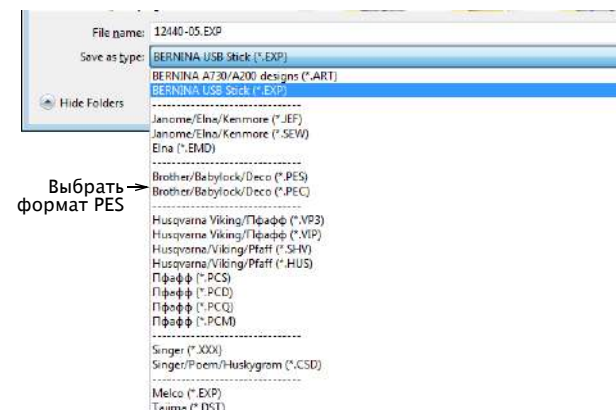 File name: 12440-05.EXP
Save as type: BERNINA USB Stick (*.EXP)
BERNINA A730/A200 designs (*.ART)
BERNINA USB Stick (*.EXP)
Hide Folders
-------------------------------
Janome/Elna/Kenmore (*.JEF)
Janome/Elna/Kenmore (*.SEW)
Elna (*.EMD)
-------------------------------
Brother/Babylock/Deco (*.PES)
Выбрать
Brother/Babylock/Deco (*.PEC)
формат PES
-------------------------------
Husqvarna Viking/Пфафф (*.VP3)
Husqvarna Viking/Пфафф (*.VIP)
Husqvarna/Viking/Pfaff (*.SHV)
Husqvarna/Viking/Pfaff (*.HUS)
Пфафф (*.PCS)
Пфафф (*.PCD)
Пфафф (*.PCQ)
Пфафф (*.PCM)
-------------------------------
Singer (*.XXX)
Singer/Poem/Huskygram (*.CSD)
-------------------------------
Melco (*.EXP)
Tajima (*.DST)